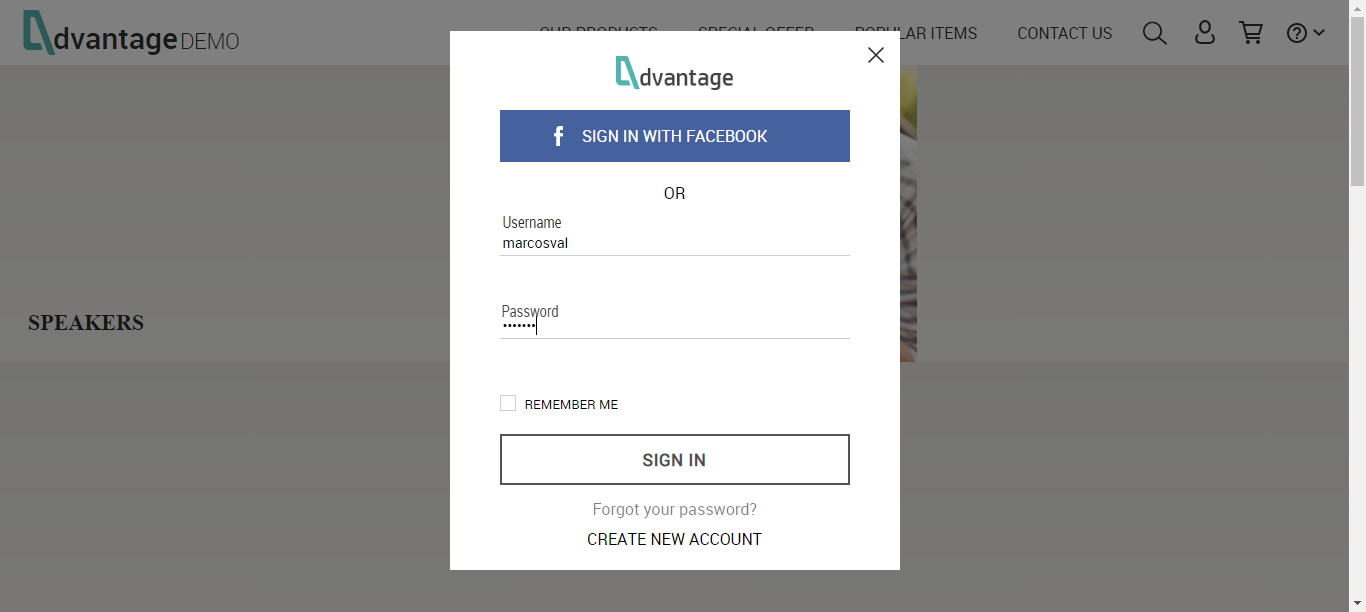 dvantage DEMO
OUR PRODUCTS SPECIAL OFFER POPULAR ITEMS CONTACT US
dvantage
f SIGN IN WITH FACEBOOK
OR
Username
marcosval
Password
•••••••
SPEAKERS
REMEMBER ME
SIGN IN
Forgot your password?
CREATE NEW ACCOUNT